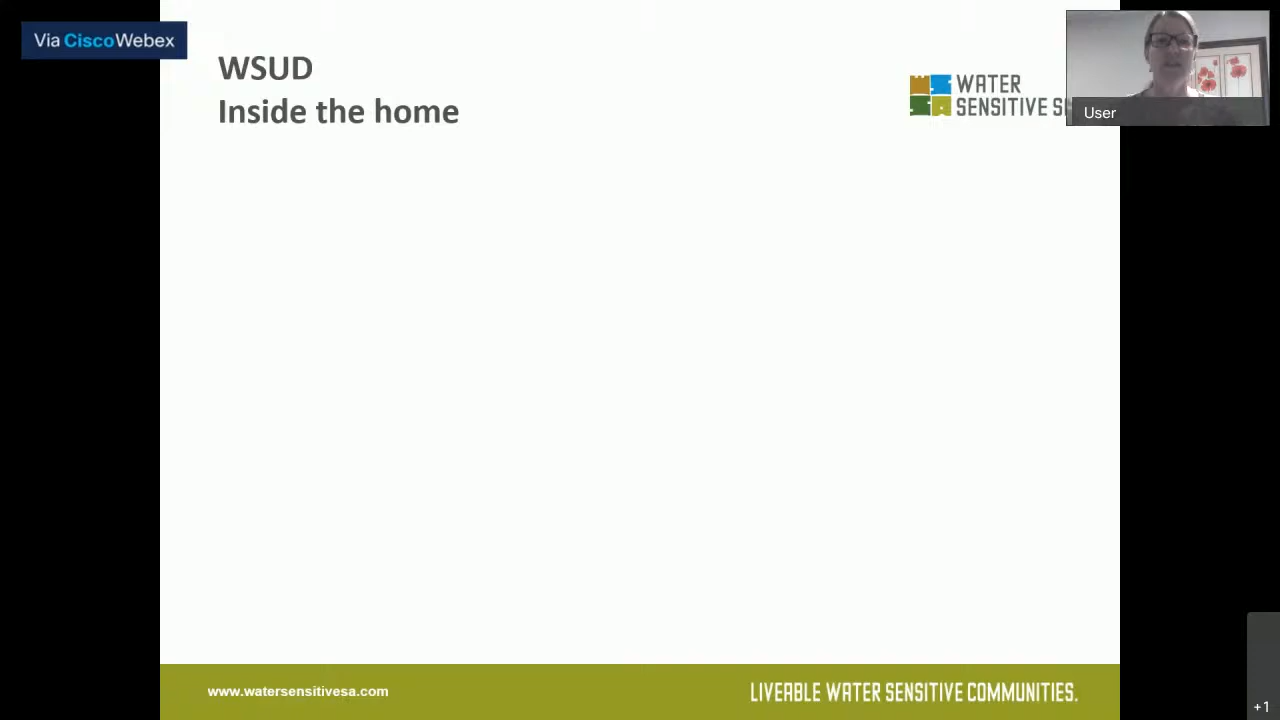 Via CiscoWebex
WSUD
Inside the home
WATER
SENSITIVE
User
www.watersensitivesa.com
LIVEABLE WATER SENSITIVE COMMUNITIES.
+1